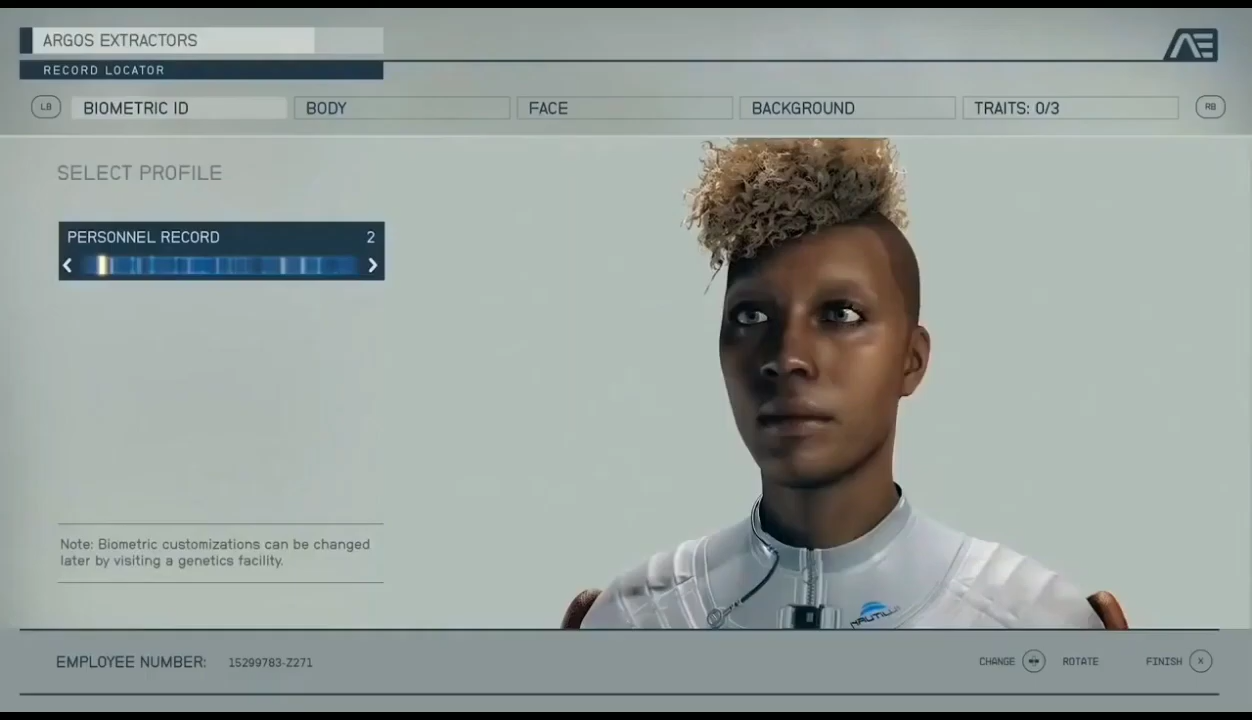 ARGOS EXTRACTORS
AE
RECORD LOCATOR
LB
BIOMETRIC ID
BODY
FACE
BACKGROUND
TRAITS: 0/3
RB
SELECT PROFILE
PERSONNEL RECORD 2
Note: Biometric customizations can be changed
later by visiting a genetics facility.
EMPLOYEE NUMBER: 15299783-Z271
CHANGE
ROTATE
FINISH X